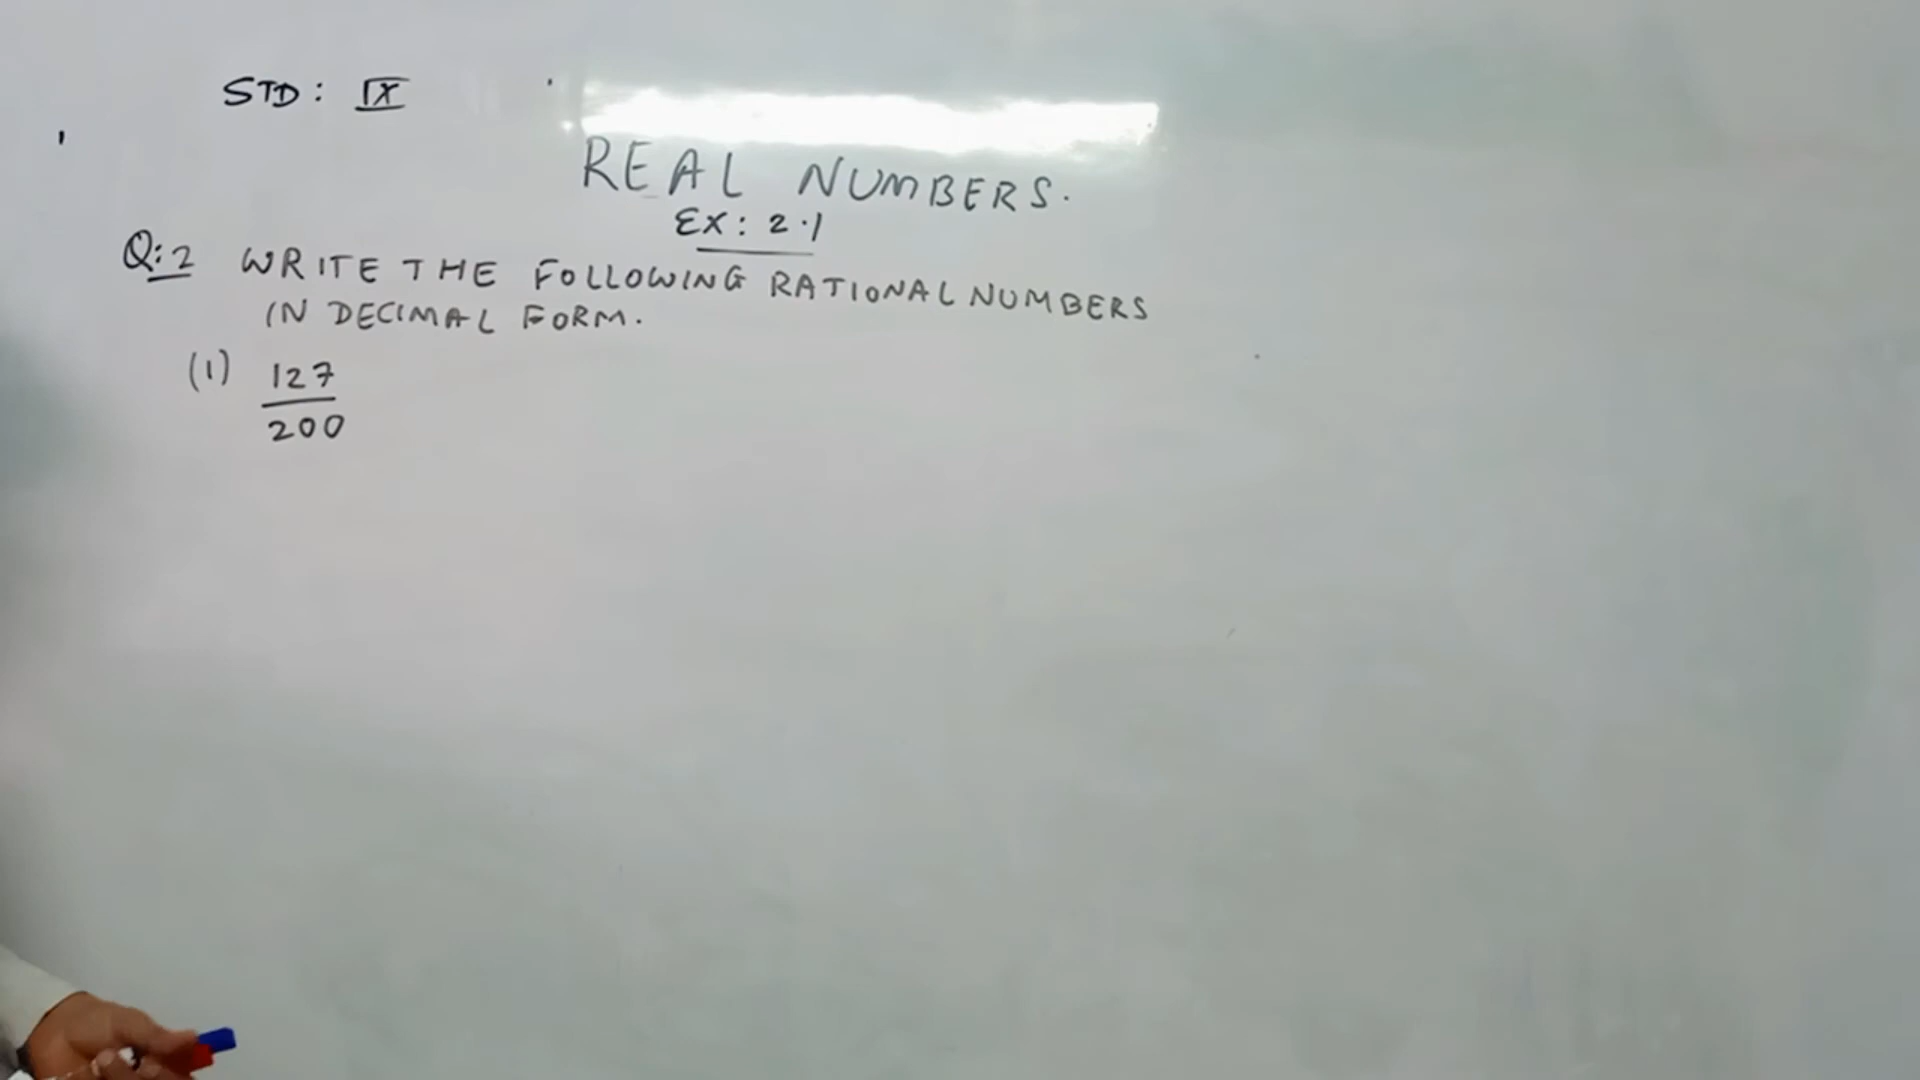 STD: IX
REAL NUMBERS.
EX: 2.1
Q:2 WRITE THE FOLLOWING RATIONAL NUMBERS
IN DECIMAL FORM.
(1) 127
200